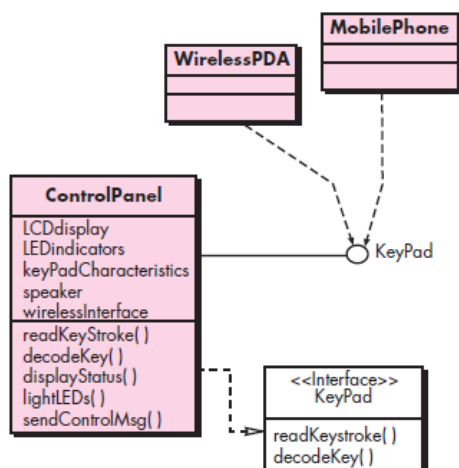 MobilePhone
WirelessPDA
ControlPanel
LCDdisplay
LEDindicators
keyPadCharacteristics
speaker
wirelessInterface
readKeyStroke( )
decodeKey( )
displayStatus( )
lightLEDs( )
sendControlMsg( )
KeyPad
<<Interface>>
KeyPad
readKeystroke( )
decodeKey( )